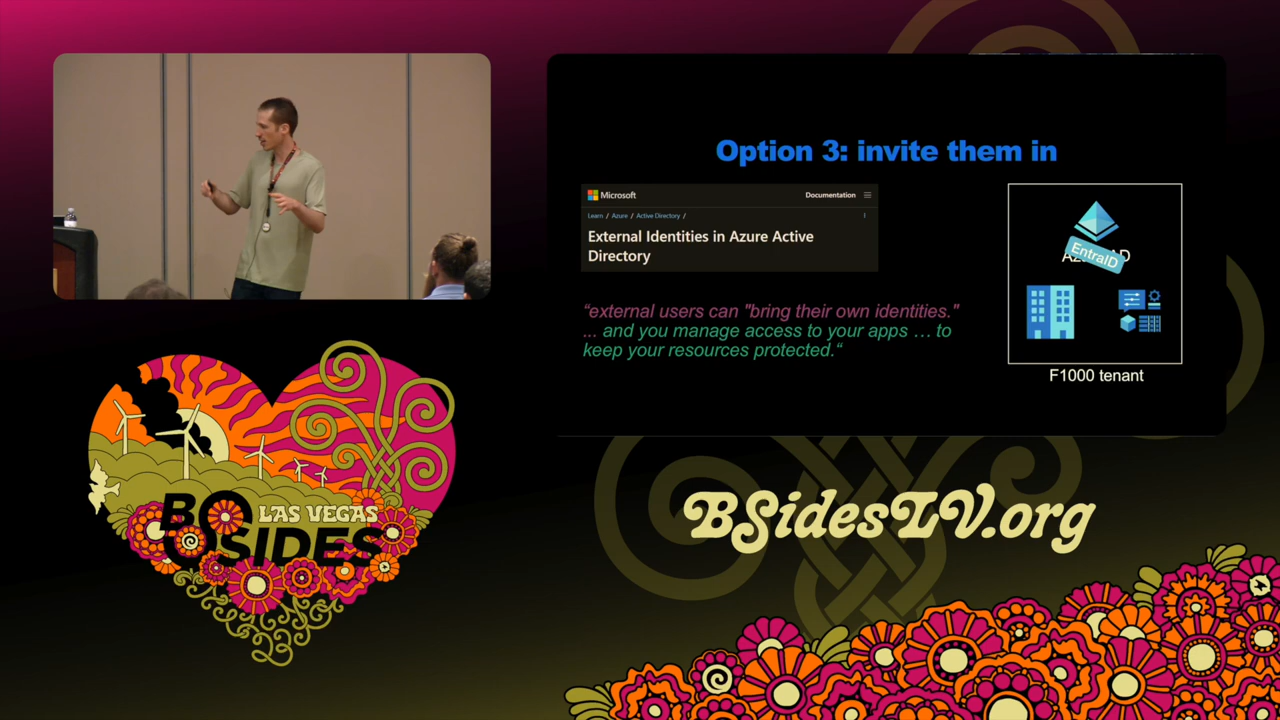 Option 3: invite them in
Microsoft
Documentation
Learn / Azure / Active Directory /
External Identities in Azure Active
Directory
“external users can "bring their own identities."
... and you manage access to your apps … to
keep your resources protected.“
EntraID
F1000 tenant
LAS VEGAS
BSIDES
23
BSidesLV.org